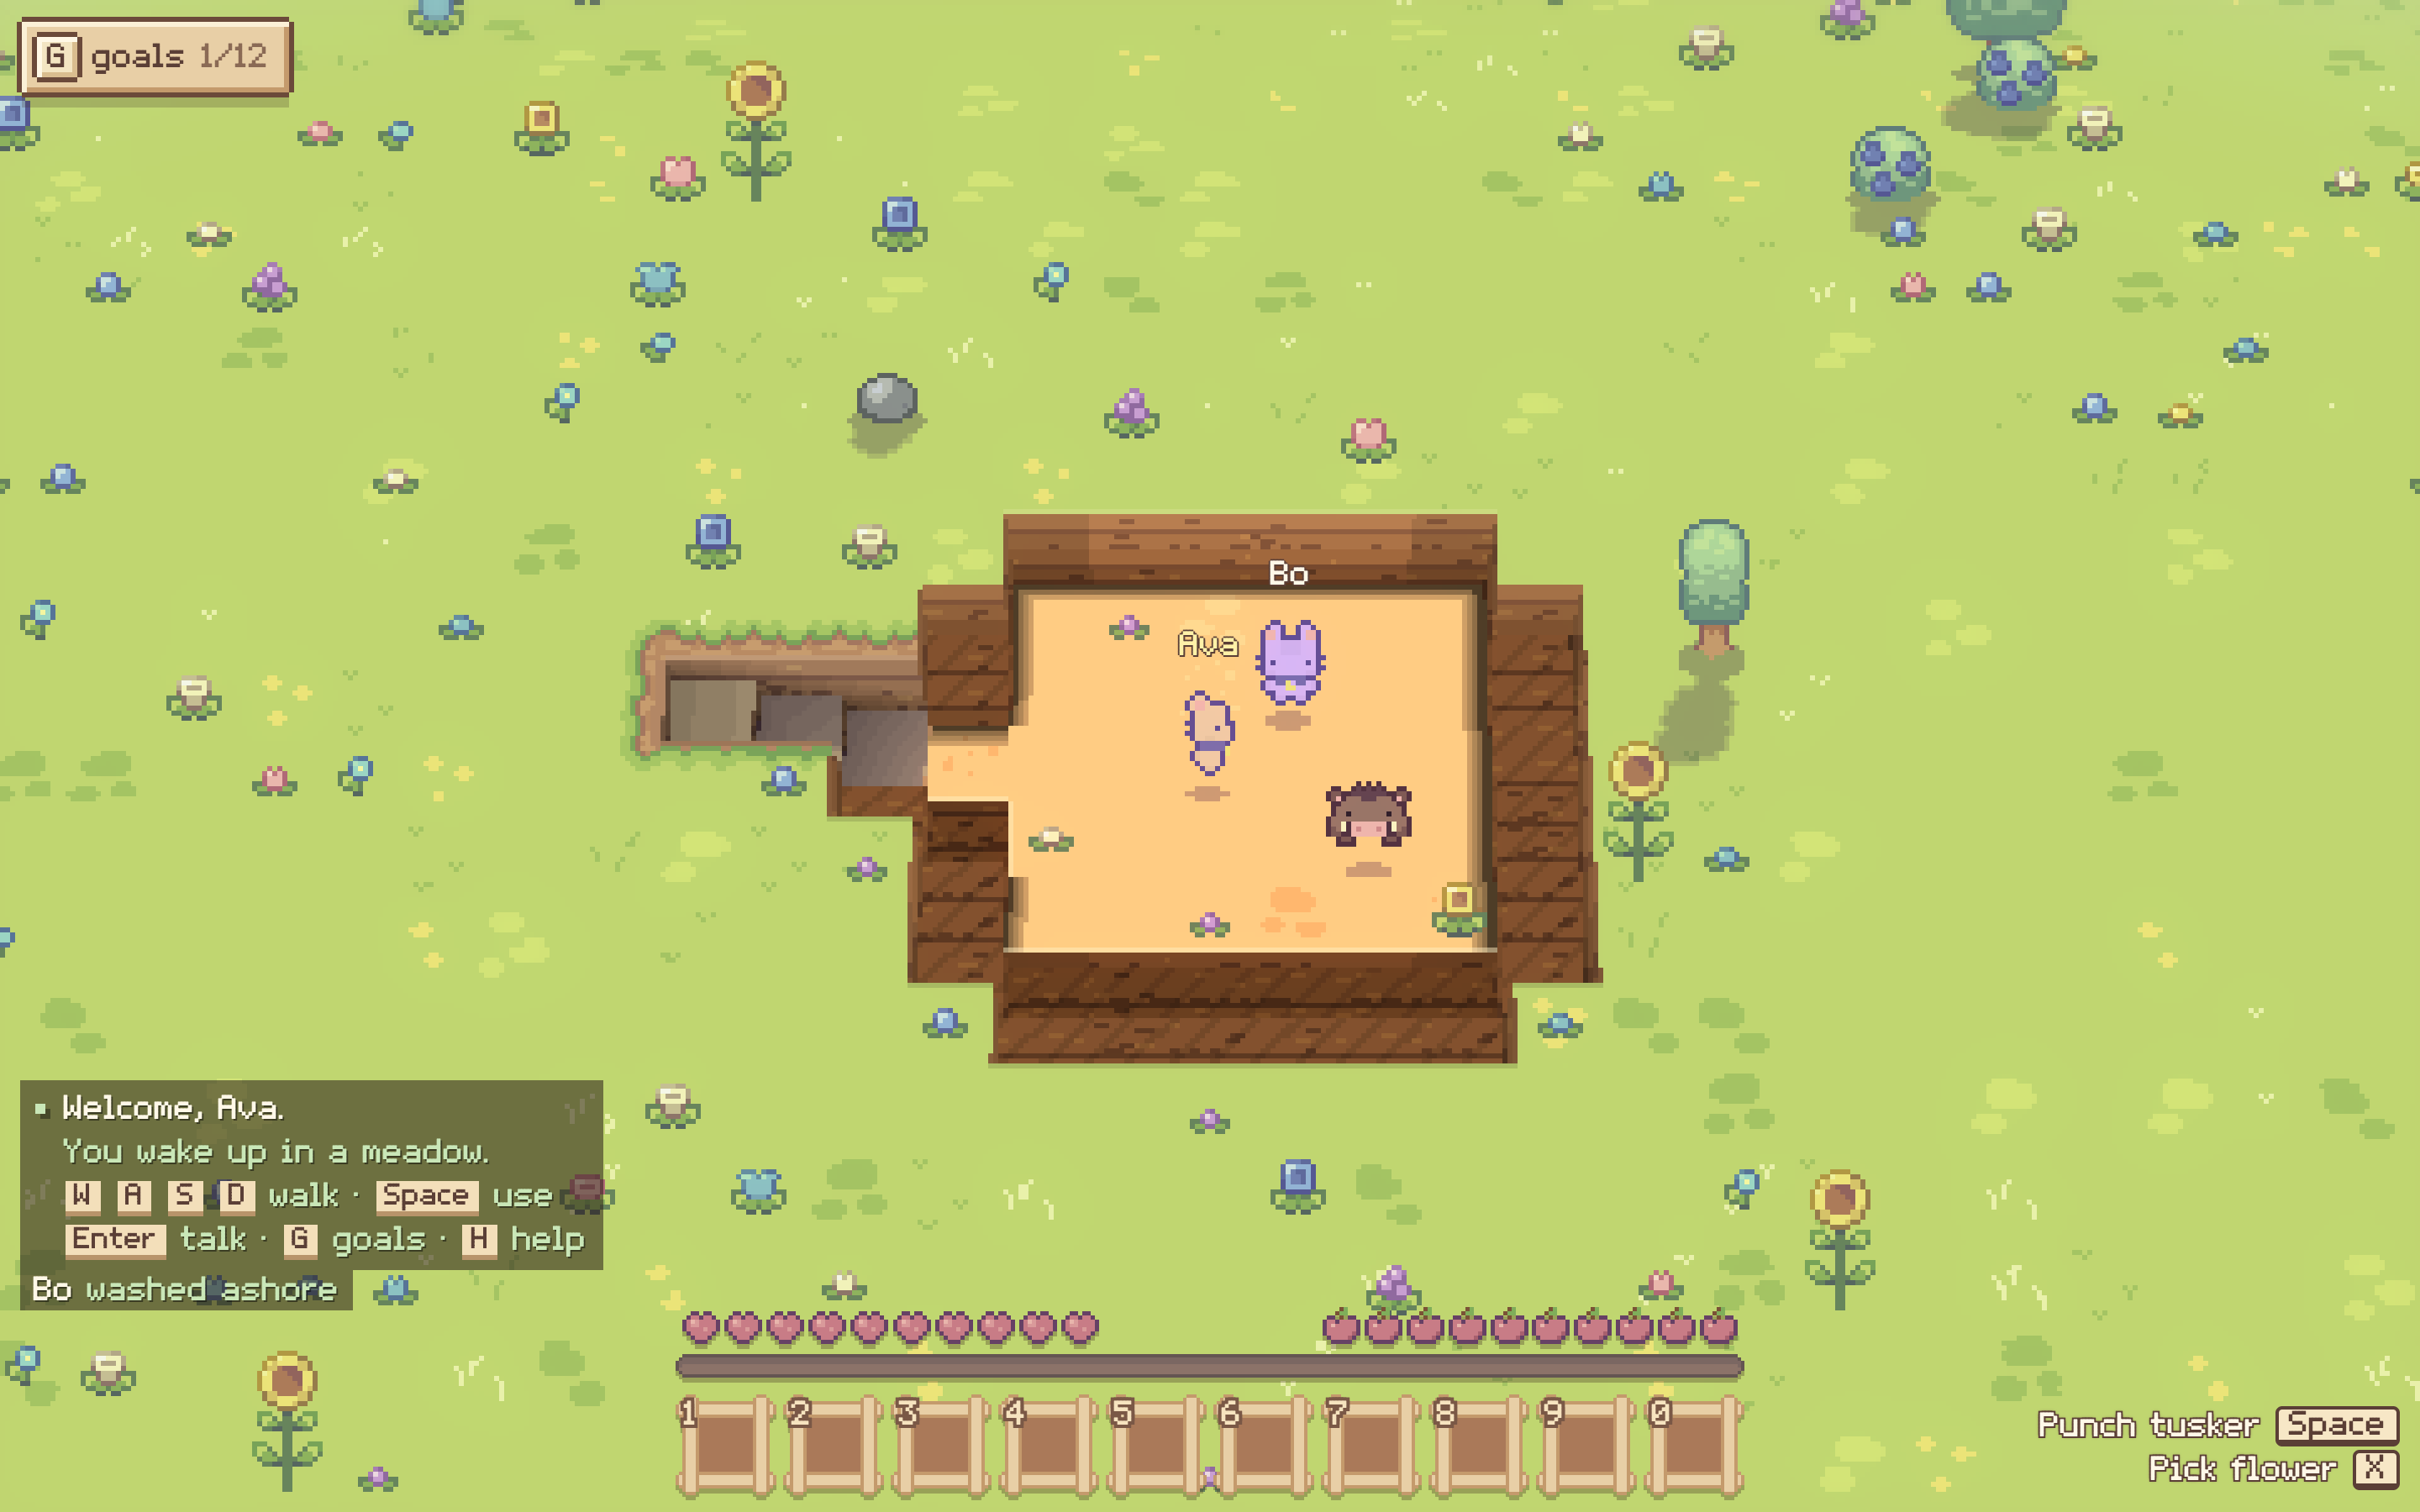 G goals 1/12
Bo
Ava
Welcome, Ava.
You wake up in a meadow.
W A S D walk · Space use
Enter talk · G goals · H help
Bo washed ashore
1 2 3 4 5 6 7 8 9 0
Punch tusker Space
Pick flower X